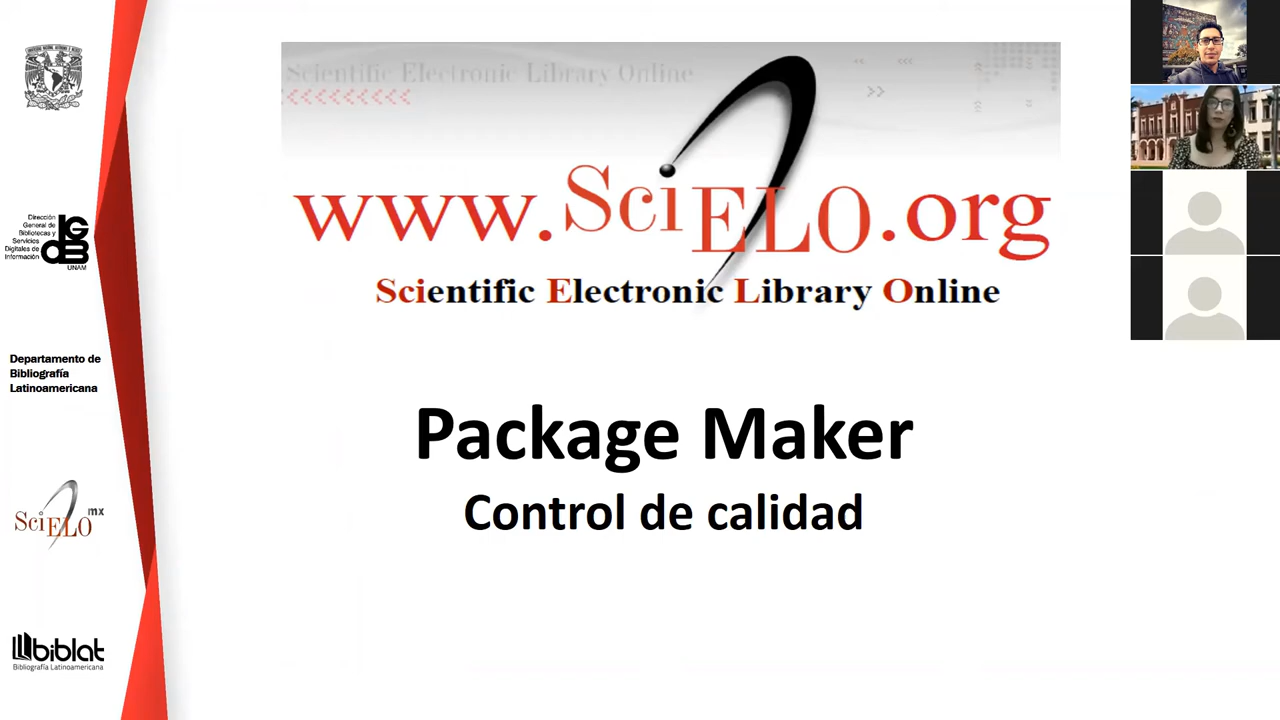 Dirección
General de
Bibliotecas y
Servicios
Digitales de
Información
DGB
UNAM
Departamento de
Bibliografía
Latinoamericana
SciELO mx
biblat
Bibliografía Latinoamericana
Scientific Electronic Library Online
www.SciELO.org
Scientific Electronic Library Online
Package Maker
Control de calidad